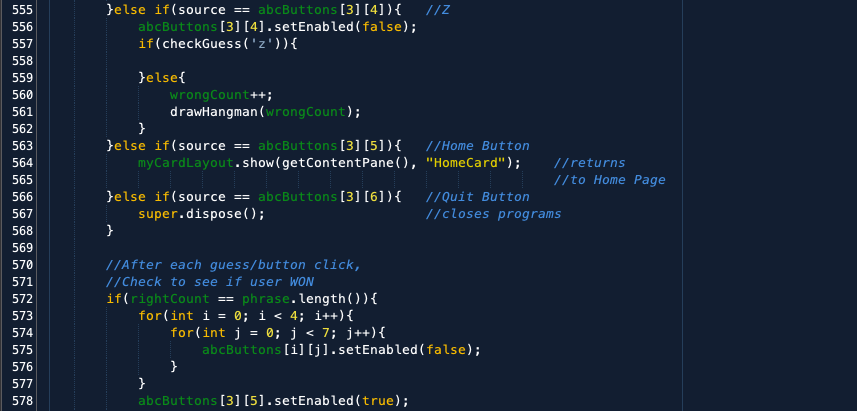 555 }else if(source == abcButtons[3][4]){ //Z
556 abcButtons[3][4].setEnabled(false);
557 if(checkGuess('z')){
558
559 }else{
560 wrongCount++;
561 drawHangman(wrongCount);
562 }
563 }else if(source == abcButtons[3][5]){ //Home Button
564 myCardLayout.show(getContentPane(), "HomeCard"); //returns
565 //to Home Page
566 }else if(source == abcButtons[3][6]){ //Quit Button
567 super.dispose(); //closes programs
568 }
569
570 //After each guess/button click,
571 //Check to see if user WON
572 if(rightCount == phrase.length()){
573 for(int i = 0; i < 4; i++){
574 for(int j = 0; j < 7; j++){
575 abcButtons[i][j].setEnabled(false);
576 }
577 }
578 abcButtons[3][5].setEnabled(true);